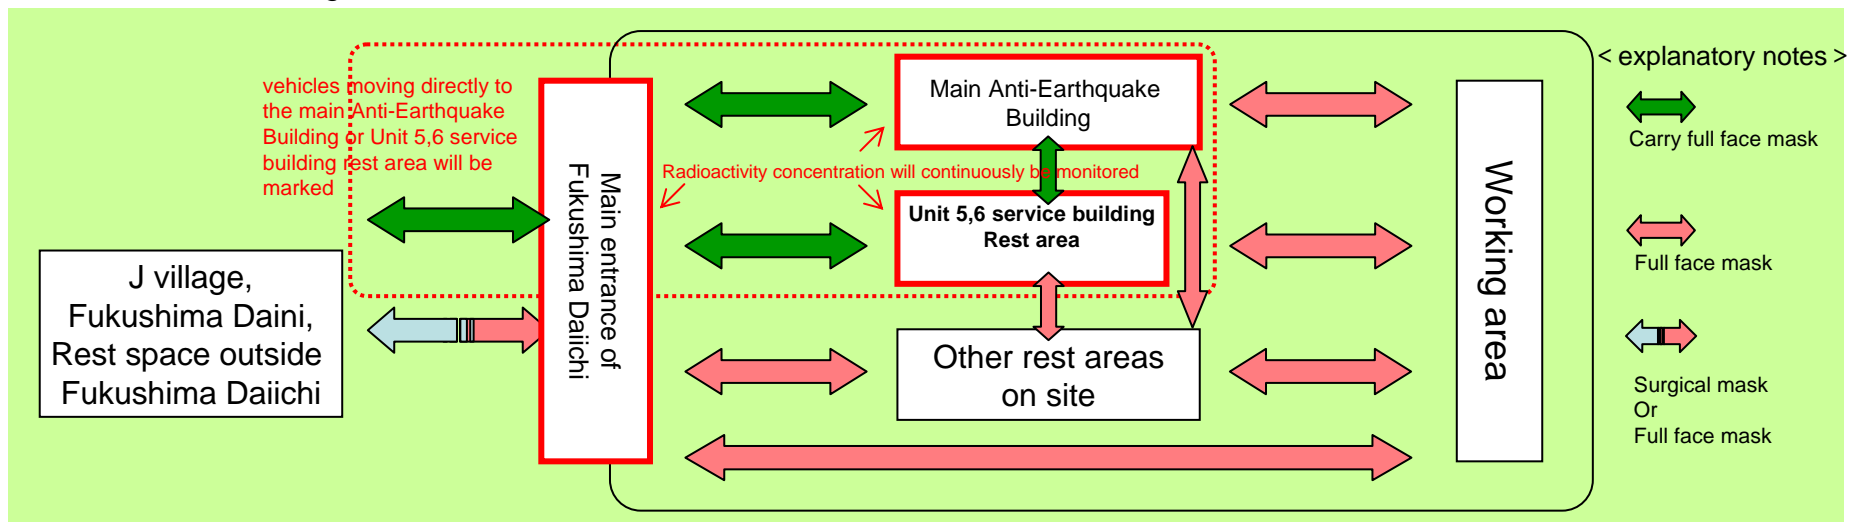 vehicles moving directly to
the main Anti-Earthquake
Building or Unit 5,6 service
building rest area will be
marked
J village,
Fukushima Daini,
Rest space outside
Fukushima Daiichi
Main entrance of
Fukushima Daiichi
Radioactivity concentration will continuously be monitored
Main Anti-Earthquake
Building
Unit 5,6 service building
Rest area
Other rest areas
on site
Working area
< explanatory notes >
Carry full face mask
Full face mask
Surgical mask
Or
Full face mask